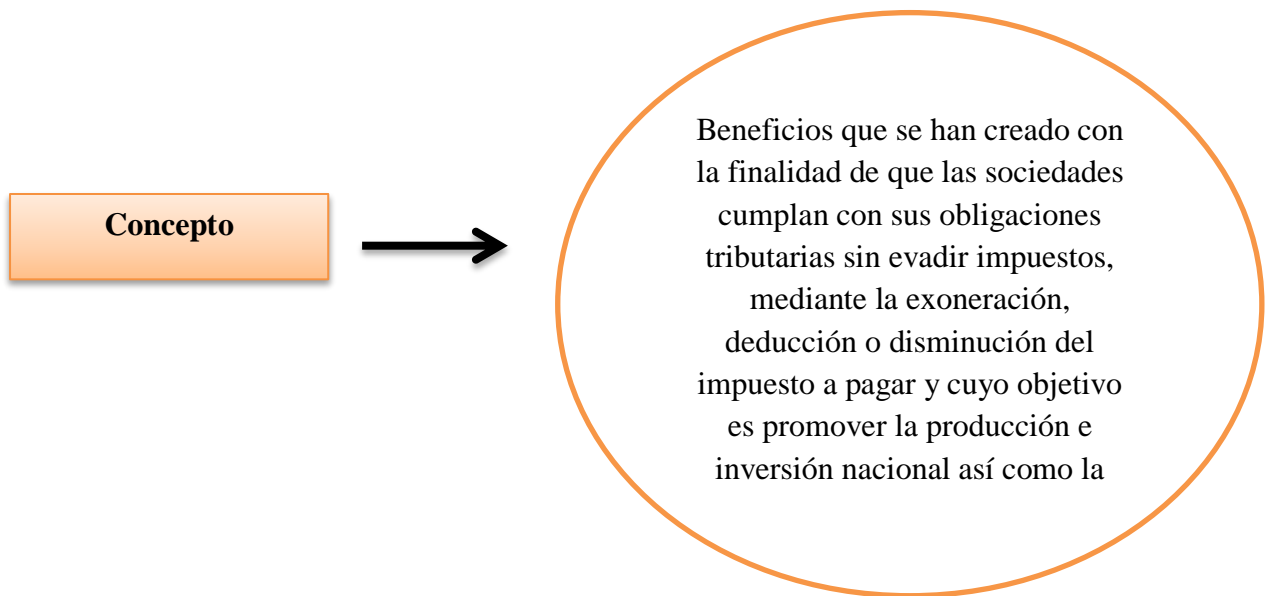 Concepto
Beneficios que se han creado con
la finalidad de que las sociedades
cumplan con sus obligaciones
tributarias sin evadir impuestos,
mediante la exoneración,
deducción o disminución del
impuesto a pagar y cuyo objetivo
es promover la producción e
inversión nacional así como la